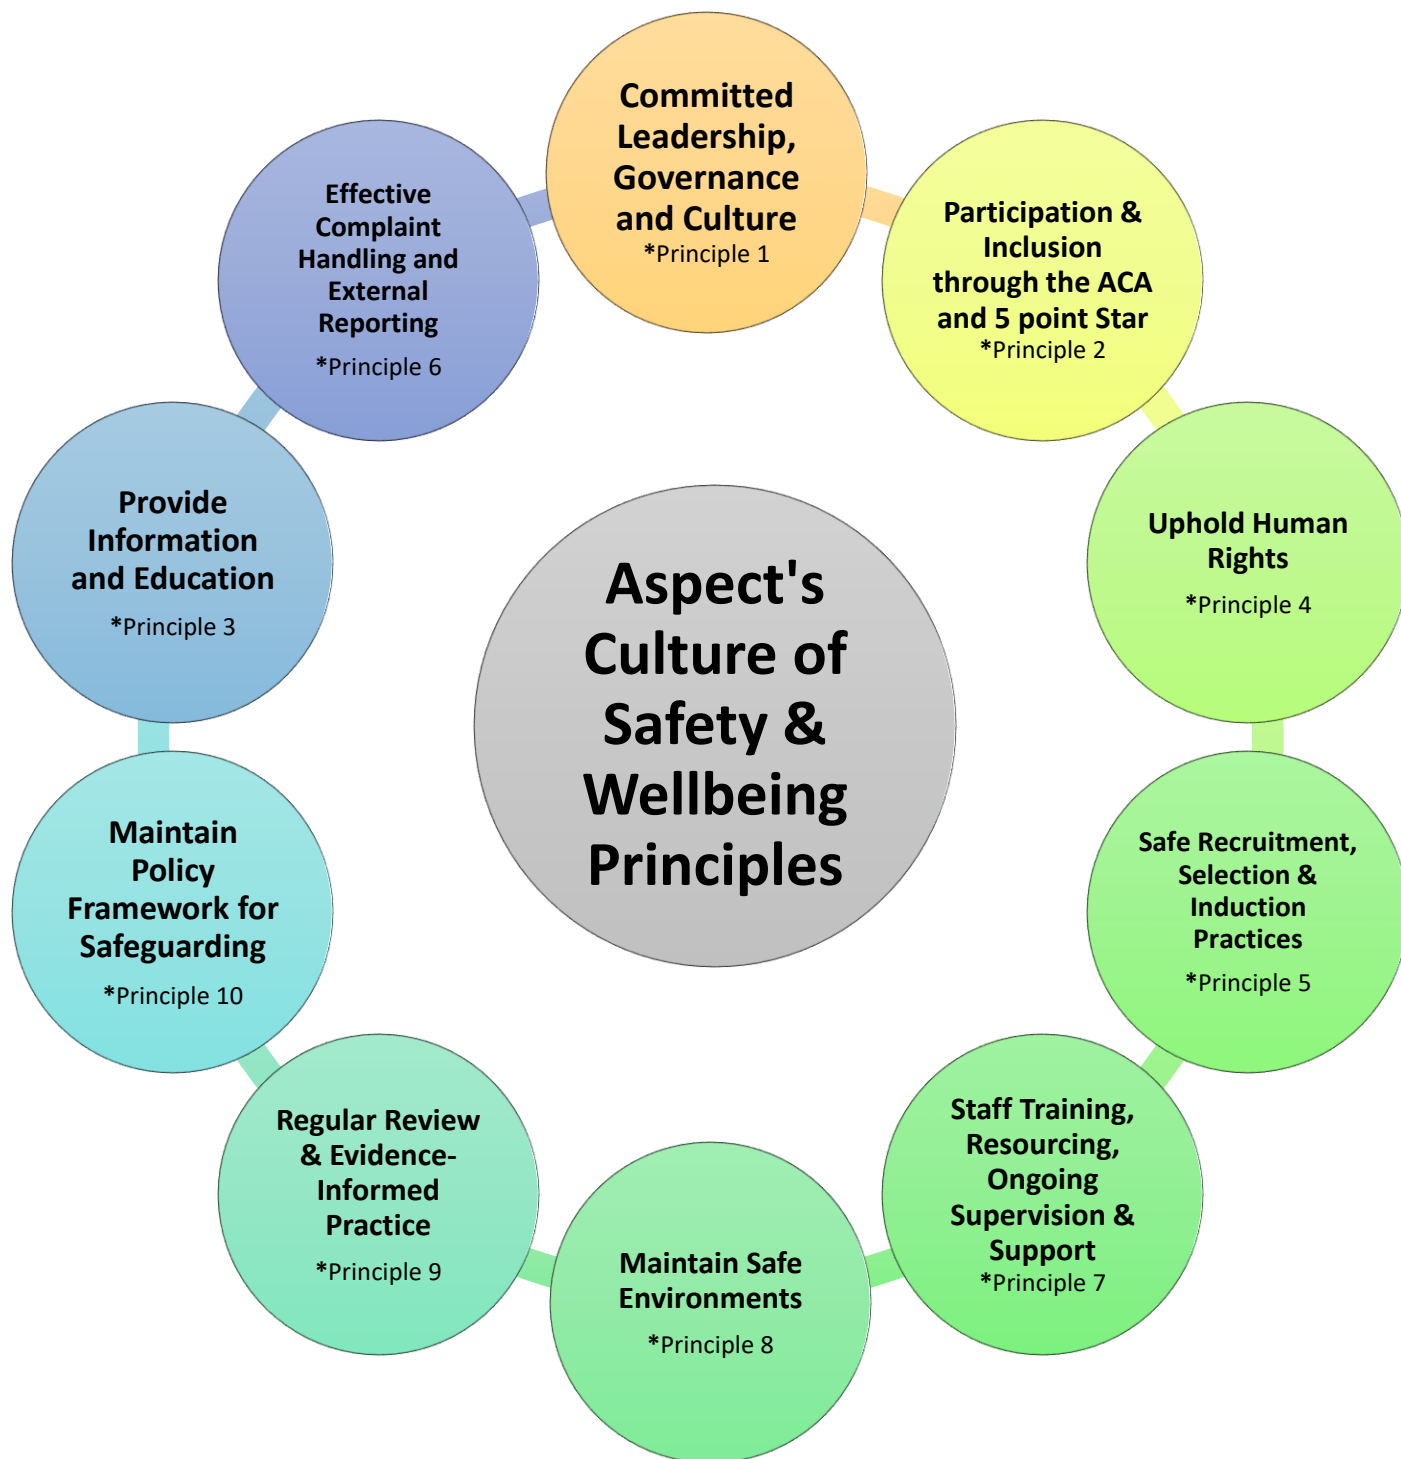 Committed
Leadership,
Governance
and Culture
*Principle 1
Participation &
Inclusion
through the ACA
and 5 point Star
*Principle 2
Uphold Human
Rights
*Principle 4
Safe Recruitment,
Selection &
Induction
Practices
*Principle 5
Staff Training,
Resourcing,
Ongoing
Supervision &
Support
*Principle 7
Maintain Safe
Environments
*Principle 8
Regular Review
& Evidence-
Informed
Practice
*Principle 9
Maintain
Policy
Framework for
Safeguarding
*Principle 10
Provide
Information
and Education
*Principle 3
Effective
Complaint
Handling and
External
Reporting
*Principle 6
Aspect's
Culture of
Safety &
Wellbeing
Principles